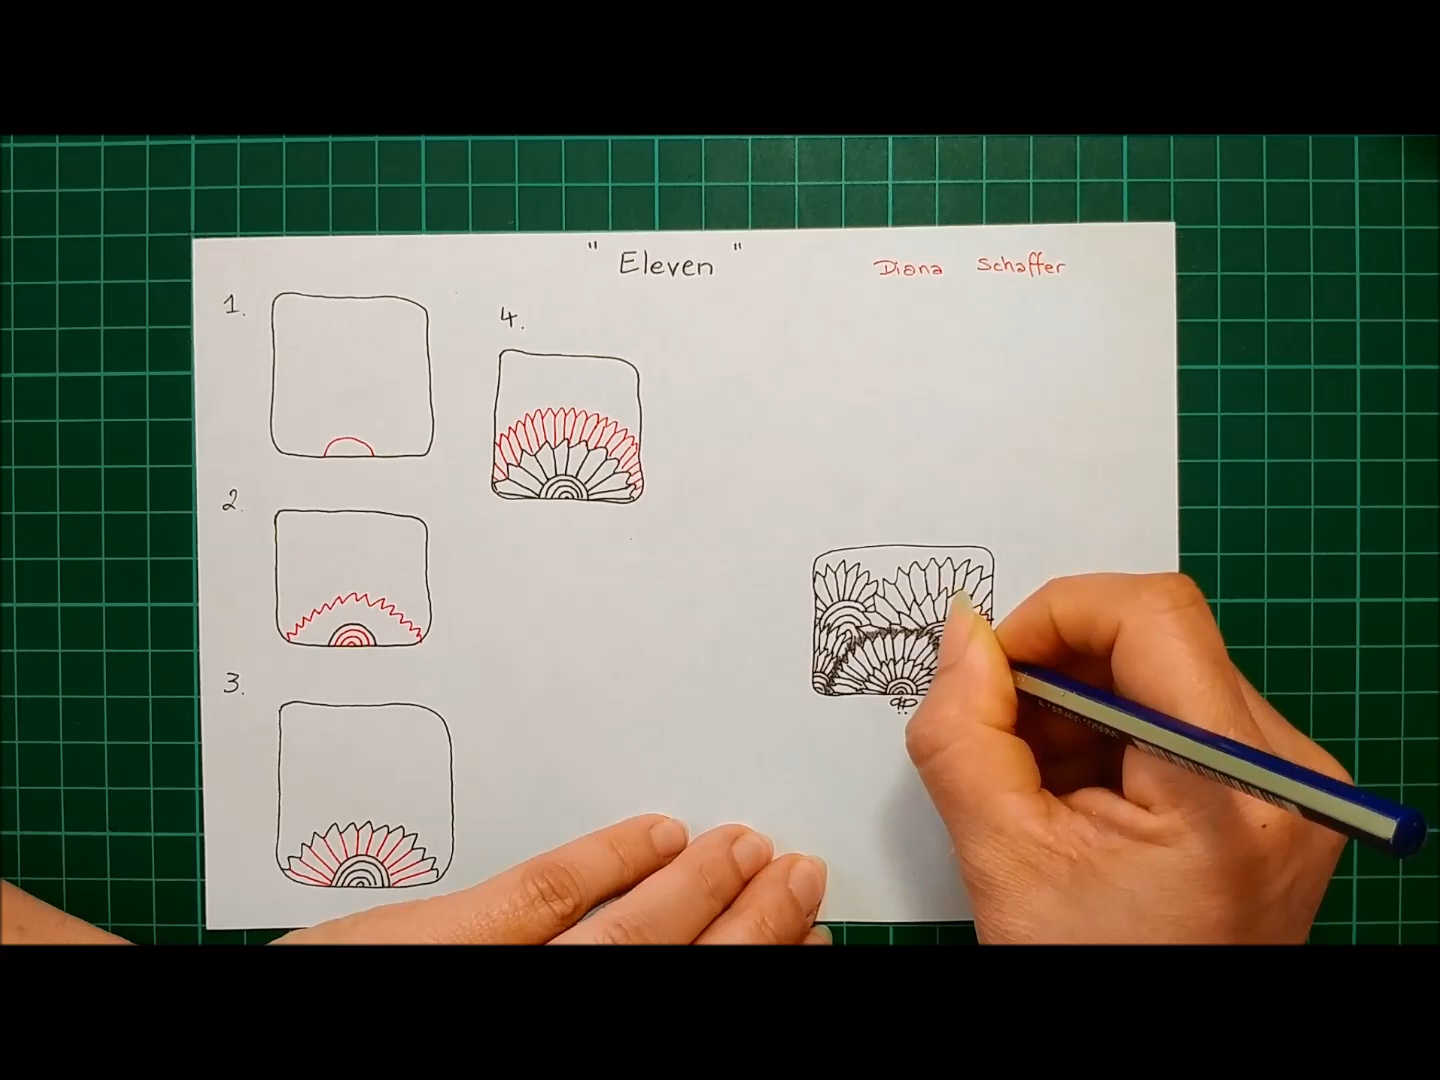 " Eleven "
Diana Schaffer
1.
4.
2.
3.